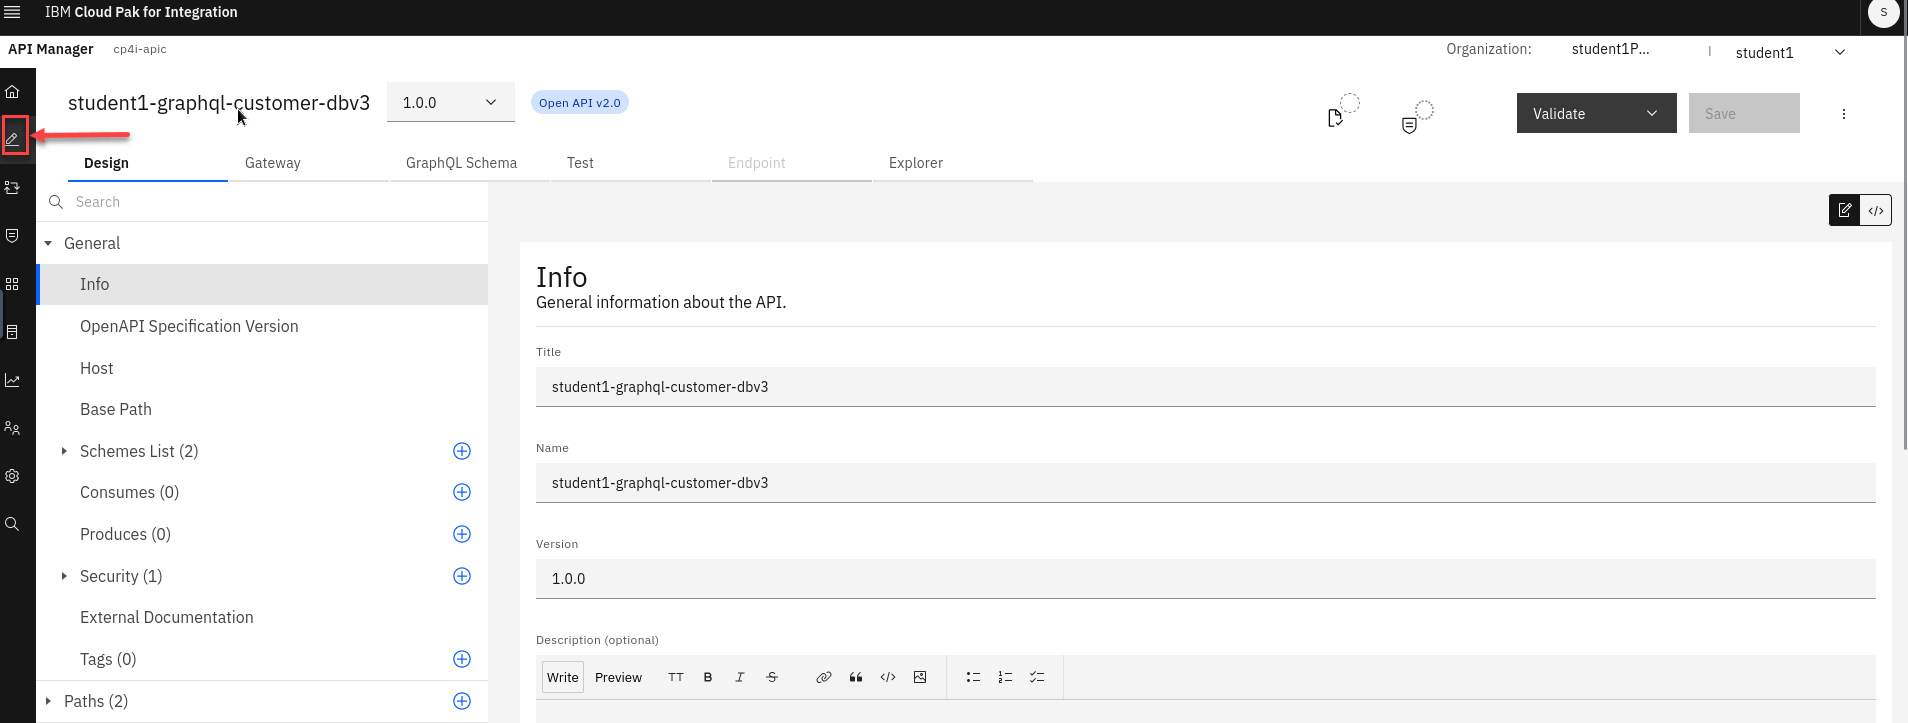 IBM Cloud Pak for Integration
S
API Manager cp4i-apic
Organization: student1P... | student1
student1-graphql-customer-dbv3 1.0.0 Open API v2.0
Validate Save
Design Gateway GraphQL Schema Test Endpoint Explorer
Search
General
Info
OpenAPI Specification Version
Host
Base Path
Schemes List (2)
Consumes (0)
Produces (0)
Security (1)
External Documentation
Tags (0)
Paths (2)
Info
General information about the API.
Title
student1-graphql-customer-dbv3
Name
student1-graphql-customer-dbv3
Version
1.0.0
Description (optional)
Write Preview TT B I S